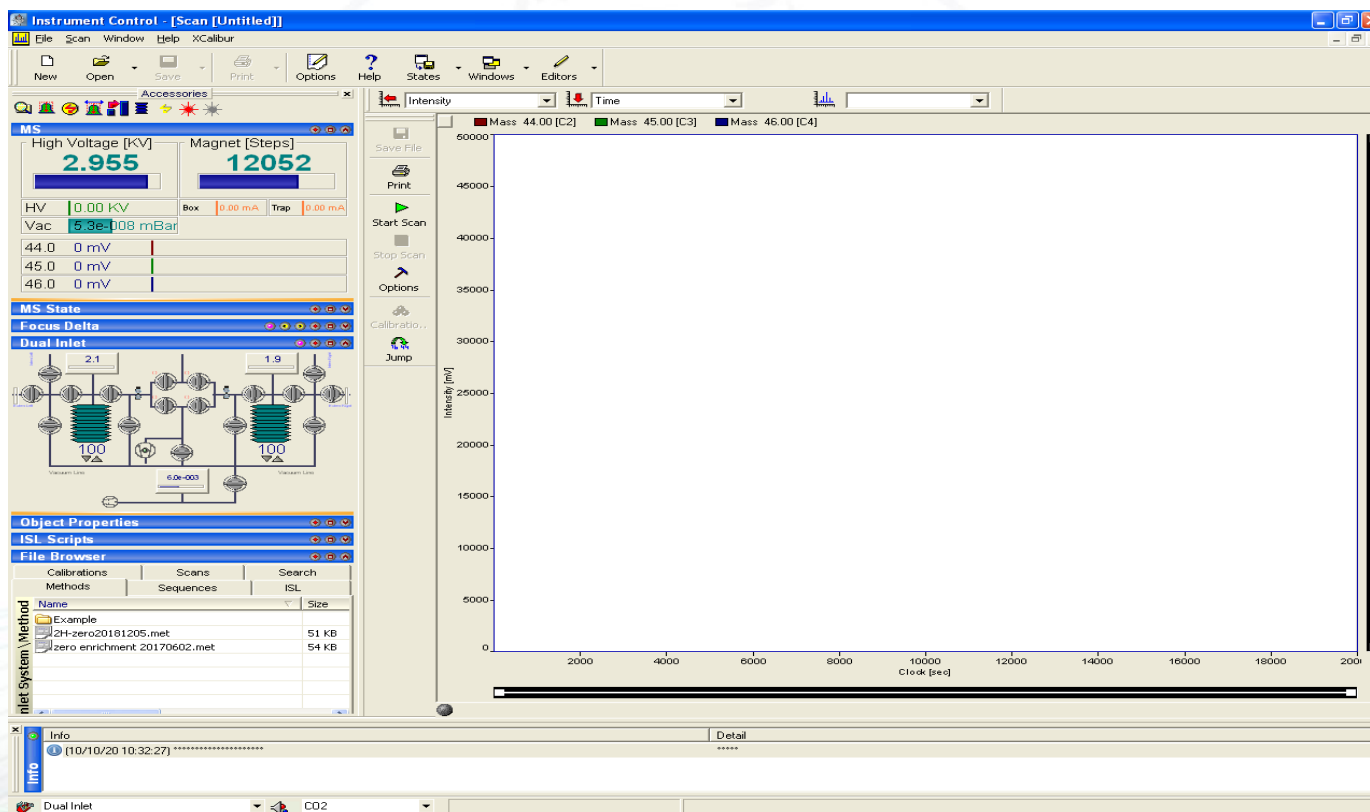 Instrument Control - [Scan [Untitled]]
File Scan Window Help XCalibur
New Open Save Print Options Help States Windows Editors
Accessories
Intensity Time
MS
High Voltage [KV] Magnet [Steps]
2.955 12052
HV 0.00 KV Box 0.00 mA Trap 0.00 mA
Vac 5.3e-008 mBar
44.0 0 mV
45.0 0 mV
46.0 0 mV
MS State
Focus Delta
Dual Inlet
2.1 1.9
100 100
Vacuum Line Vacuum Line
6.0e-003
Object Properties
ISL Scripts
File Browser
Calibrations Scans Search
Methods Sequences ISL
Name Size
Example
2H-zero20181205.met 51 KB
zero enrichment 20170602.met 54 KB
nlet System\Method
Save File
Print
Start Scan
Stop Scan
Options
Calibratio..
Jump
Mass 44.00 [C2] Mass 45.00 [C3] Mass 46.00 [C4]
50000
45000
40000
35000
30000
25000
20000
15000
10000
5000
0
Intensity [mV]
2000 4000 6000 8000 10000 12000 14000 16000 18000 2000
Clock [sec]
Info Detail
(10/10/20 10:32:27) ********************* *****
Info
Dual Inlet CO2